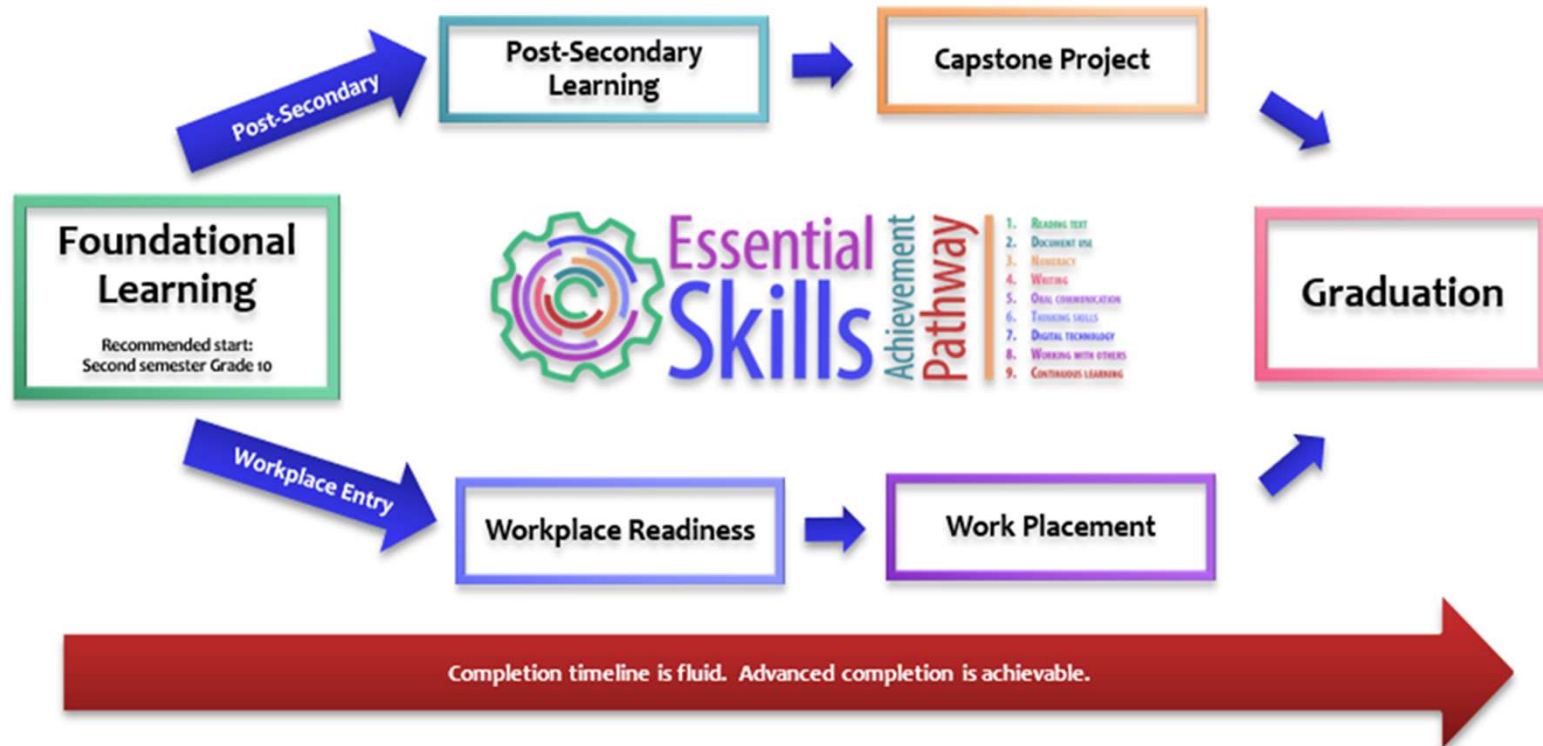 Post-Secondary
Post-Secondary
Learning
Capstone Project
Foundational
Learning
Recommended start:
Second semester Grade 10
Essential
Skills
Achievement
Pathway
1. Reading text
2. Document use
3. Numeracy
4. Writing
5. Oral communication
6. Thinking skills
7. Digital technology
8. Working with others
9. Continuous learning
Graduation
Workplace Entry
Workplace Readiness
Work Placement
Completion timeline is fluid. Advanced completion is achievable.